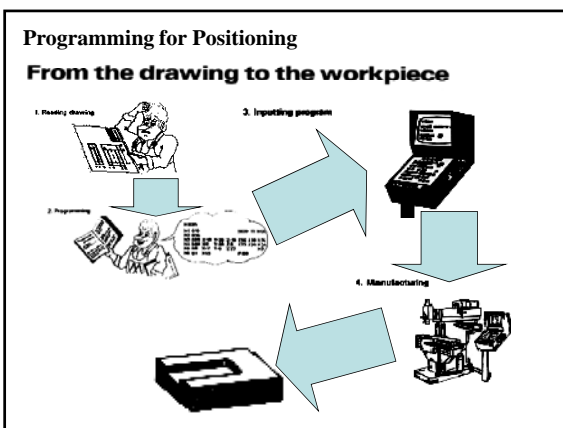 Programming for Positioning
From the drawing to the workpiece
1. Reading drawing
3. Inputting program
2. Programming
4. Manufacturing